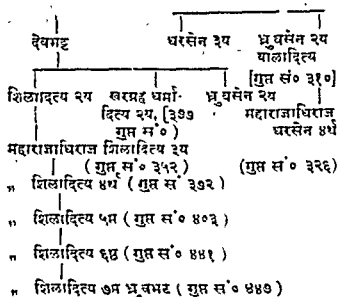 देवभट्ट धरसेन ३य ध्रुवसेन २य
बालादित्य
[गुप्त सं० ३१०]
शिलादित्य २य खरग्रह धर्मा- ध्रुवसेन २य
दित्य २य, [३७७ महाराजाधिराज
गुप्त सं०) धरसेन ४र्थ
महाराजाधिराज शिलादित्य ३य
(गुप्त सं० ३५२) (गुप्त सं० ३२६)
" शिलादित्य ४र्थ (गुप्त सं० ३७२)
" शिलादित्य ५म (गुप्त सं० ४०३)
" शिलादित्य ६ष्ठ (गुप्त सं० ४४१)
" शिलादित्य ७म ध्रुवभट (गुप्त सं० ४४७)